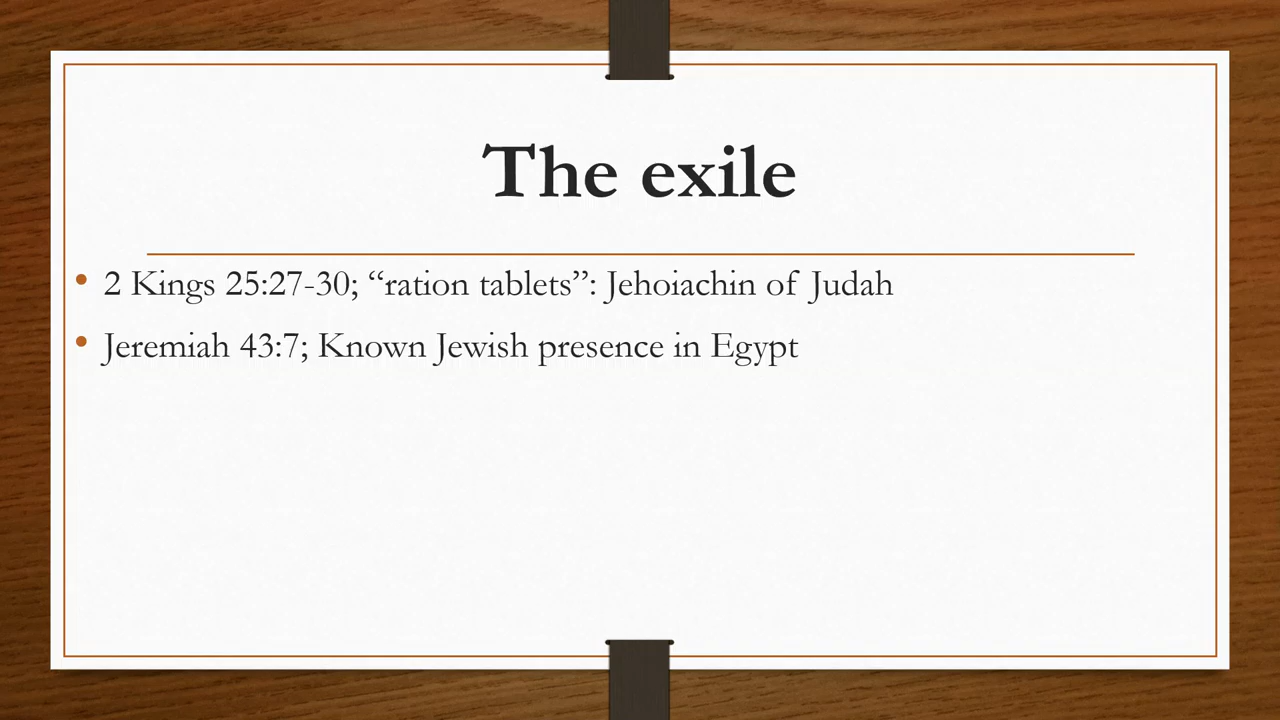 The exile
• 2 Kings 25:27-30; “ration tablets”: Jehoiachin of Judah
• Jeremiah 43:7; Known Jewish presence in Egypt